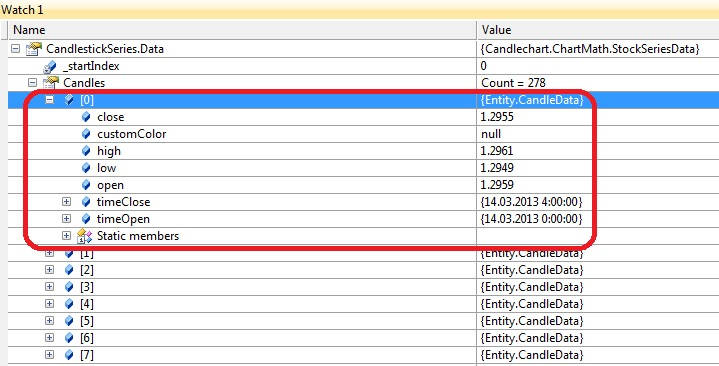 Watch 1
Name Value
CandlestickSeries.Data {Candlechart.ChartMath.StockSeriesData}
_startIndex 0
Candles Count = 278
[0] {Entity.CandleData}
close 1.2955
customColor null
high 1.2961
low 1.2949
open 1.2959
timeClose {14.03.2013 4:00:00}
timeOpen {14.03.2013 0:00:00}
Static members
[1] {Entity.CandleData}
[2] {Entity.CandleData}
[3] {Entity.CandleData}
[4] {Entity.CandleData}
[5] {Entity.CandleData}
[6] {Entity.CandleData}
[7] {Entity.CandleData}